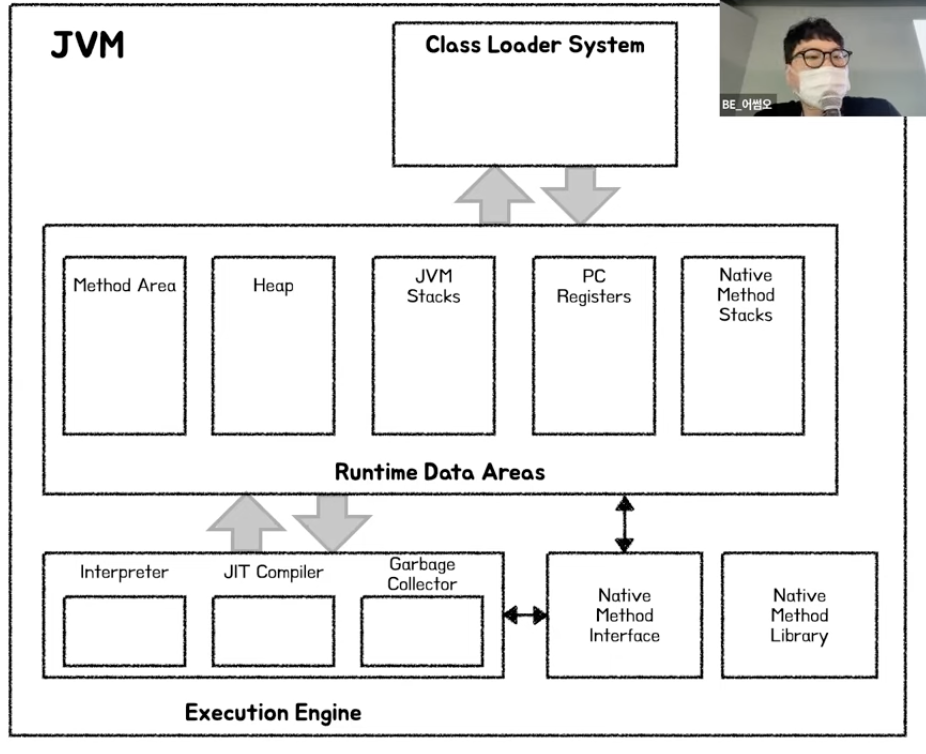 JVM
Class Loader System
BE_어썸오
Method Area
Heap
JVM
Stacks
PC
Registers
Native
Method
Stacks
Runtime Data Areas
Interpreter
JIT Compiler
Garbage
Collector
Native
Method
Interface
Native
Method
Library
Execution Engine